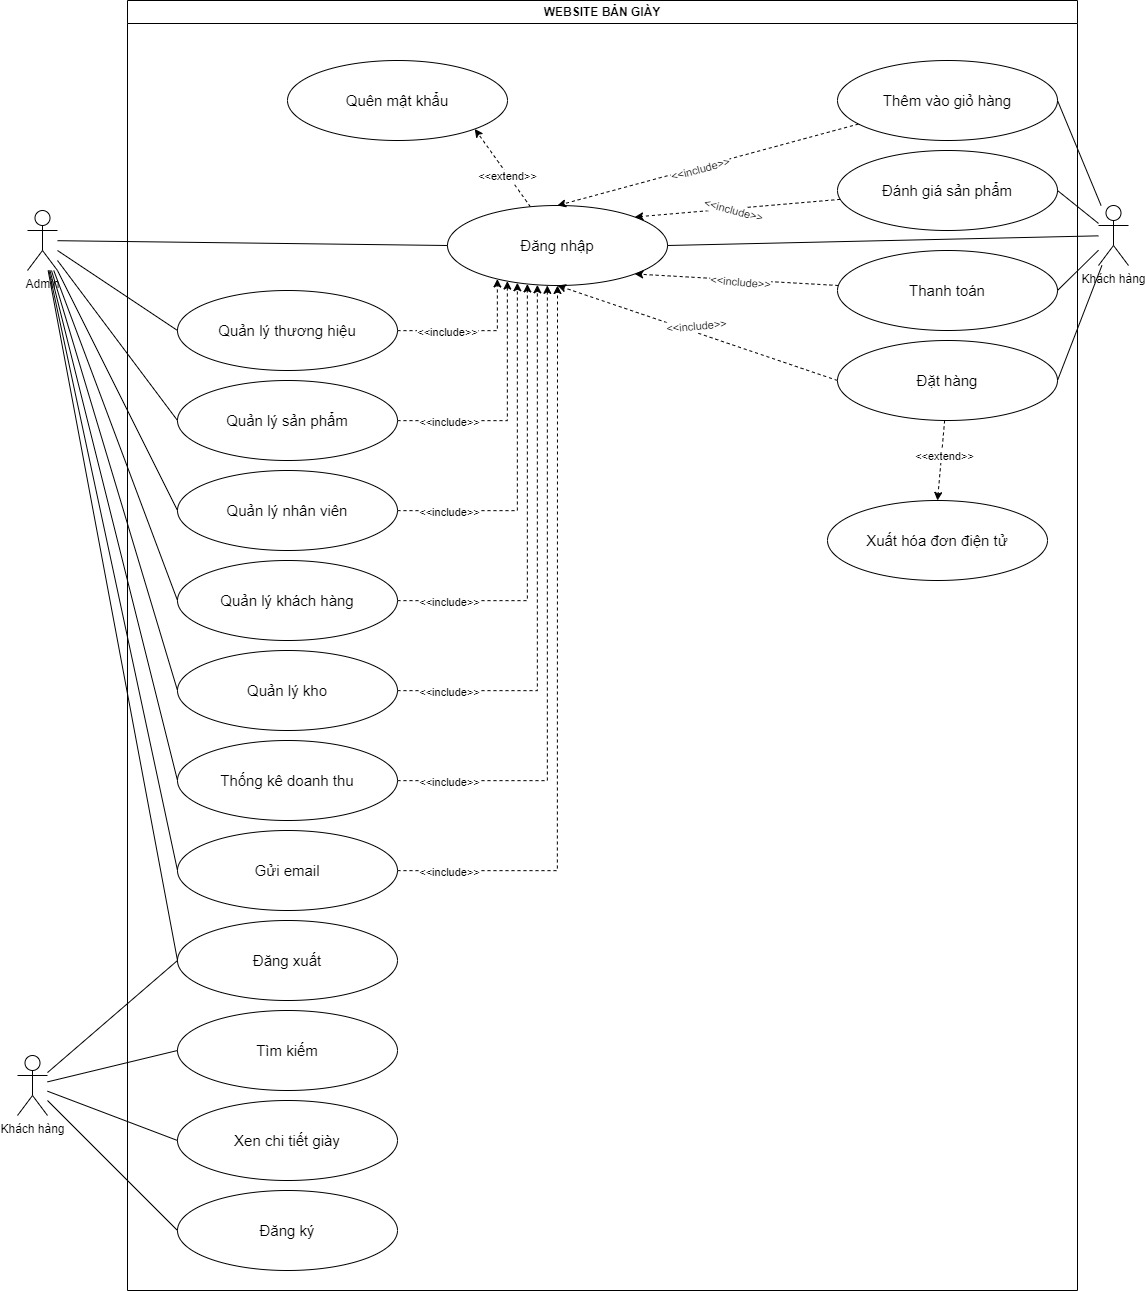 WEBSITE BÁN GIÀY
Quên mật khẩu
Thêm vào giỏ hàng
<<include>>
<<extend>>
Đánh giá sản phẩm
<<include>>
Đăng nhập
Admin
Khách hàng
<<include>>
Thanh toán
Quản lý thương hiệu
<<include>>
<<include>>
Đặt hàng
Quản lý sản phẩm
<<include>>
<<extend>>
Quản lý nhân viên
<<include>>
Xuất hóa đơn điện tử
Quản lý khách hàng
<<include>>
Quản lý kho
<<include>>
Thống kê doanh thu
<<include>>
Gửi email
<<include>>
Đăng xuất
Tìm kiếm
Khách hàng
Xen chi tiết giày
Đăng ký